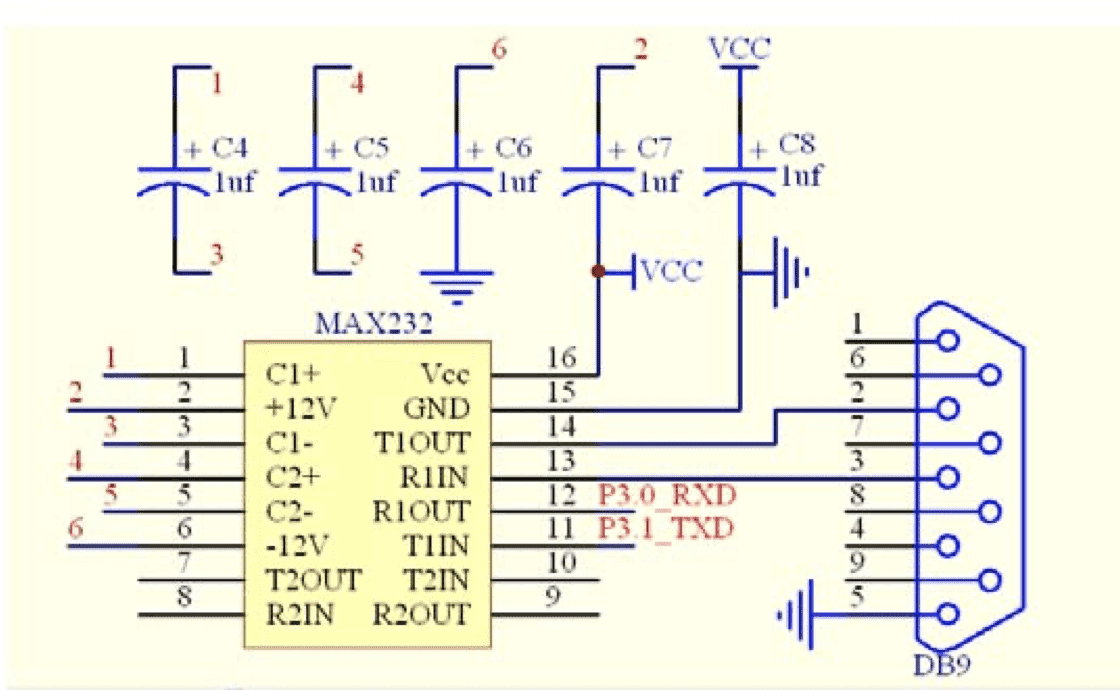 6 2 VCC
1 4
+ C4 + C5 + C6 + C7 + C8
1uf 1uf 1uf 1uf 1uf
3 5
VCC
MAX232
1 1 C1+ Vcc 16
2 2 +12V GND 15
3 3 C1- T1OUT 14
4 4 C2+ R1IN 13
5 5 C2- R1OUT 12 P3.0_RXD
6 6 -12V T1IN 11 P3.1_TXD
7 T2OUT T2IN 10
8 R2IN R2OUT 9
1
6
2
7
3
8
4
9
5
DB9